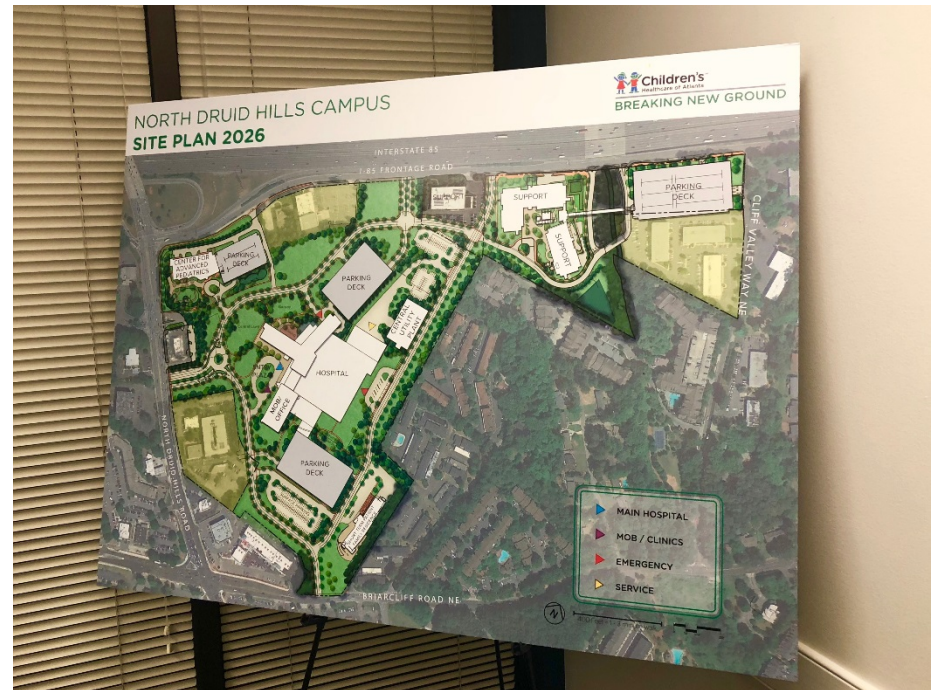 NORTH DRUID HILLS CAMPUS
SITE PLAN 2026
Children's
Healthcare of Atlanta
BREAKING NEW GROUND
INTERSTATE 85
I-85 FRONTAGE ROAD
SUPPORT
SUPPORT
PARKING
DECK
CLIFF VALLEY WAY NE
CENTER FOR
ADVANCED
PEDIATRICS
PARKING
DECK
PARKING
DECK
CENTRAL
UTILITY
PLANT
HOSPITAL
MOB/
OFFICE
PARKING
DECK
NORTH DRUID HILLS ROAD
BRIARCLIFF ROAD NE
MAIN HOSPITAL
MOB / CLINICS
EMERGENCY
SERVICE
N